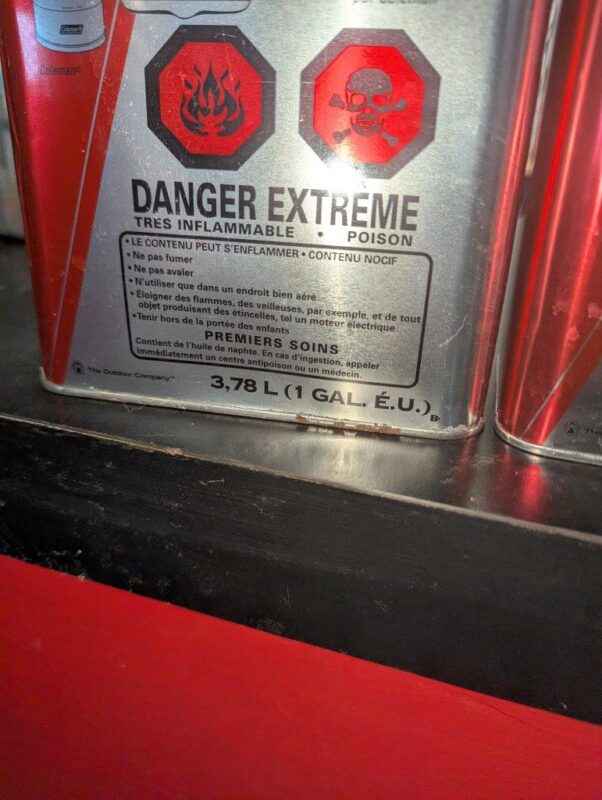 Coleman
DANGER EXTREME
TRES INFLAMMABLE • POISON
• LE CONTENU PEUT S'ENFLAMMER • CONTENU NOCIF
• Ne pas fumer
• Ne pas avaler
• N'utiliser que dans un endroit bien aéré
• Éloigner des flammes, des veilleuses, par exemple, et de tout
objet produisant des étincelles, tel un moteur électrique
• Tenir hors de la portée des enfants
PREMIERS SOINS
Contient de l'huile de naphte. En cas d'ingestion, appeler
immédiatement un centre antipoison ou un médecin.
The Outdoor Company™
3,78 L (1 GAL. É.U.) B